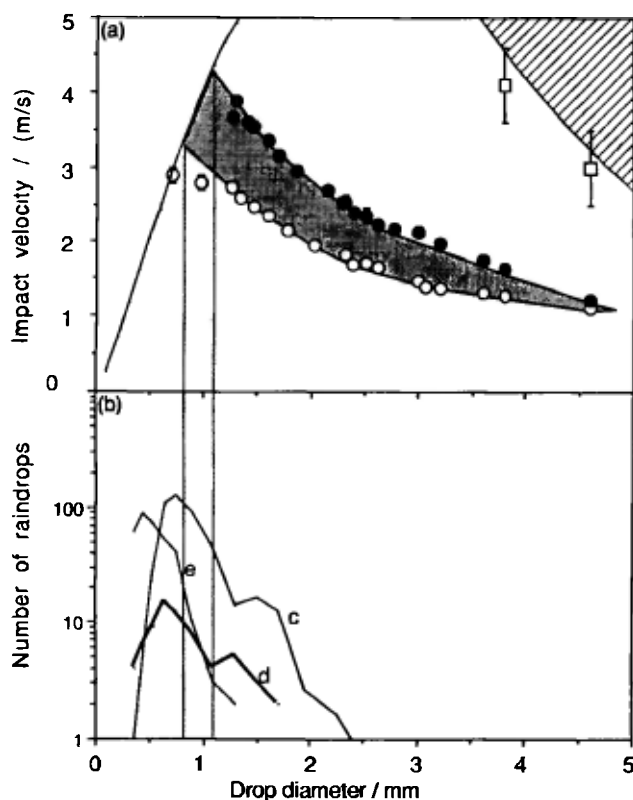 (a)
5
4
3
2
1
0
Impact velocity / (m/s)
(b)
100
10
1
Number of raindrops
e
c
d
0 1 2 3 4 5
Drop diameter / mm